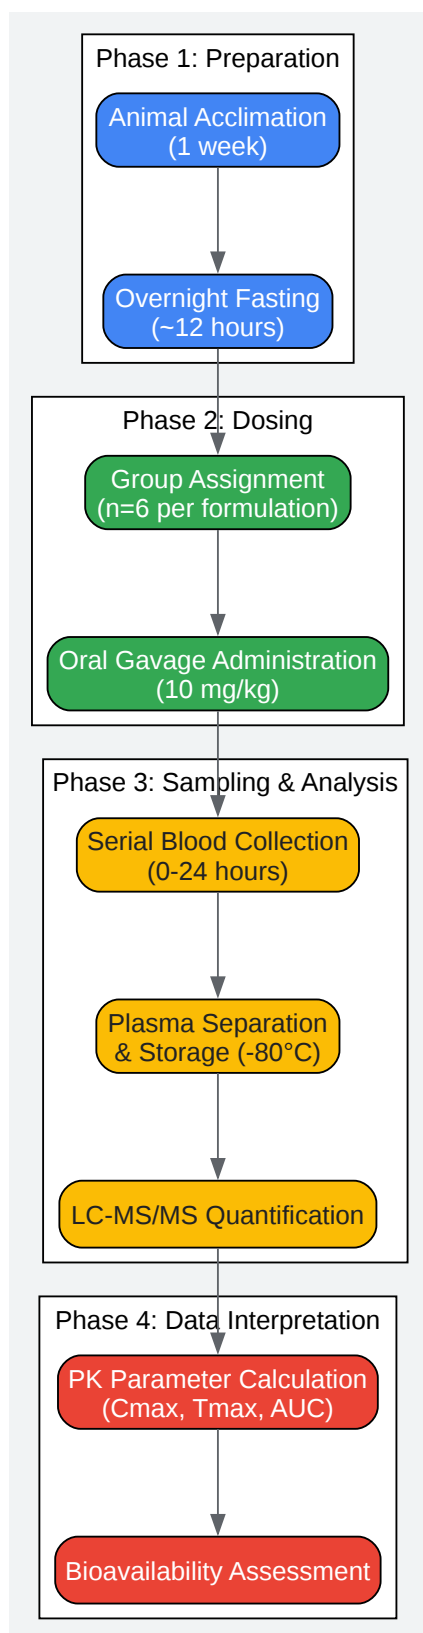 Phase 1: Preparation
Animal Acclimation
(1 week)
Overnight Fasting
(~12 hours)
Phase 2: Dosing
Group Assignment
(n=6 per formulation)
Oral Gavage Administration
(10 mg/kg)
Phase 3: Sampling & Analysis
Serial Blood Collection
(0-24 hours)
Plasma Separation
& Storage (-80°C)
LC-MS/MS Quantification
Phase 4: Data Interpretation
PK Parameter Calculation
(Cmax, Tmax, AUC)
Bioavailability Assessment